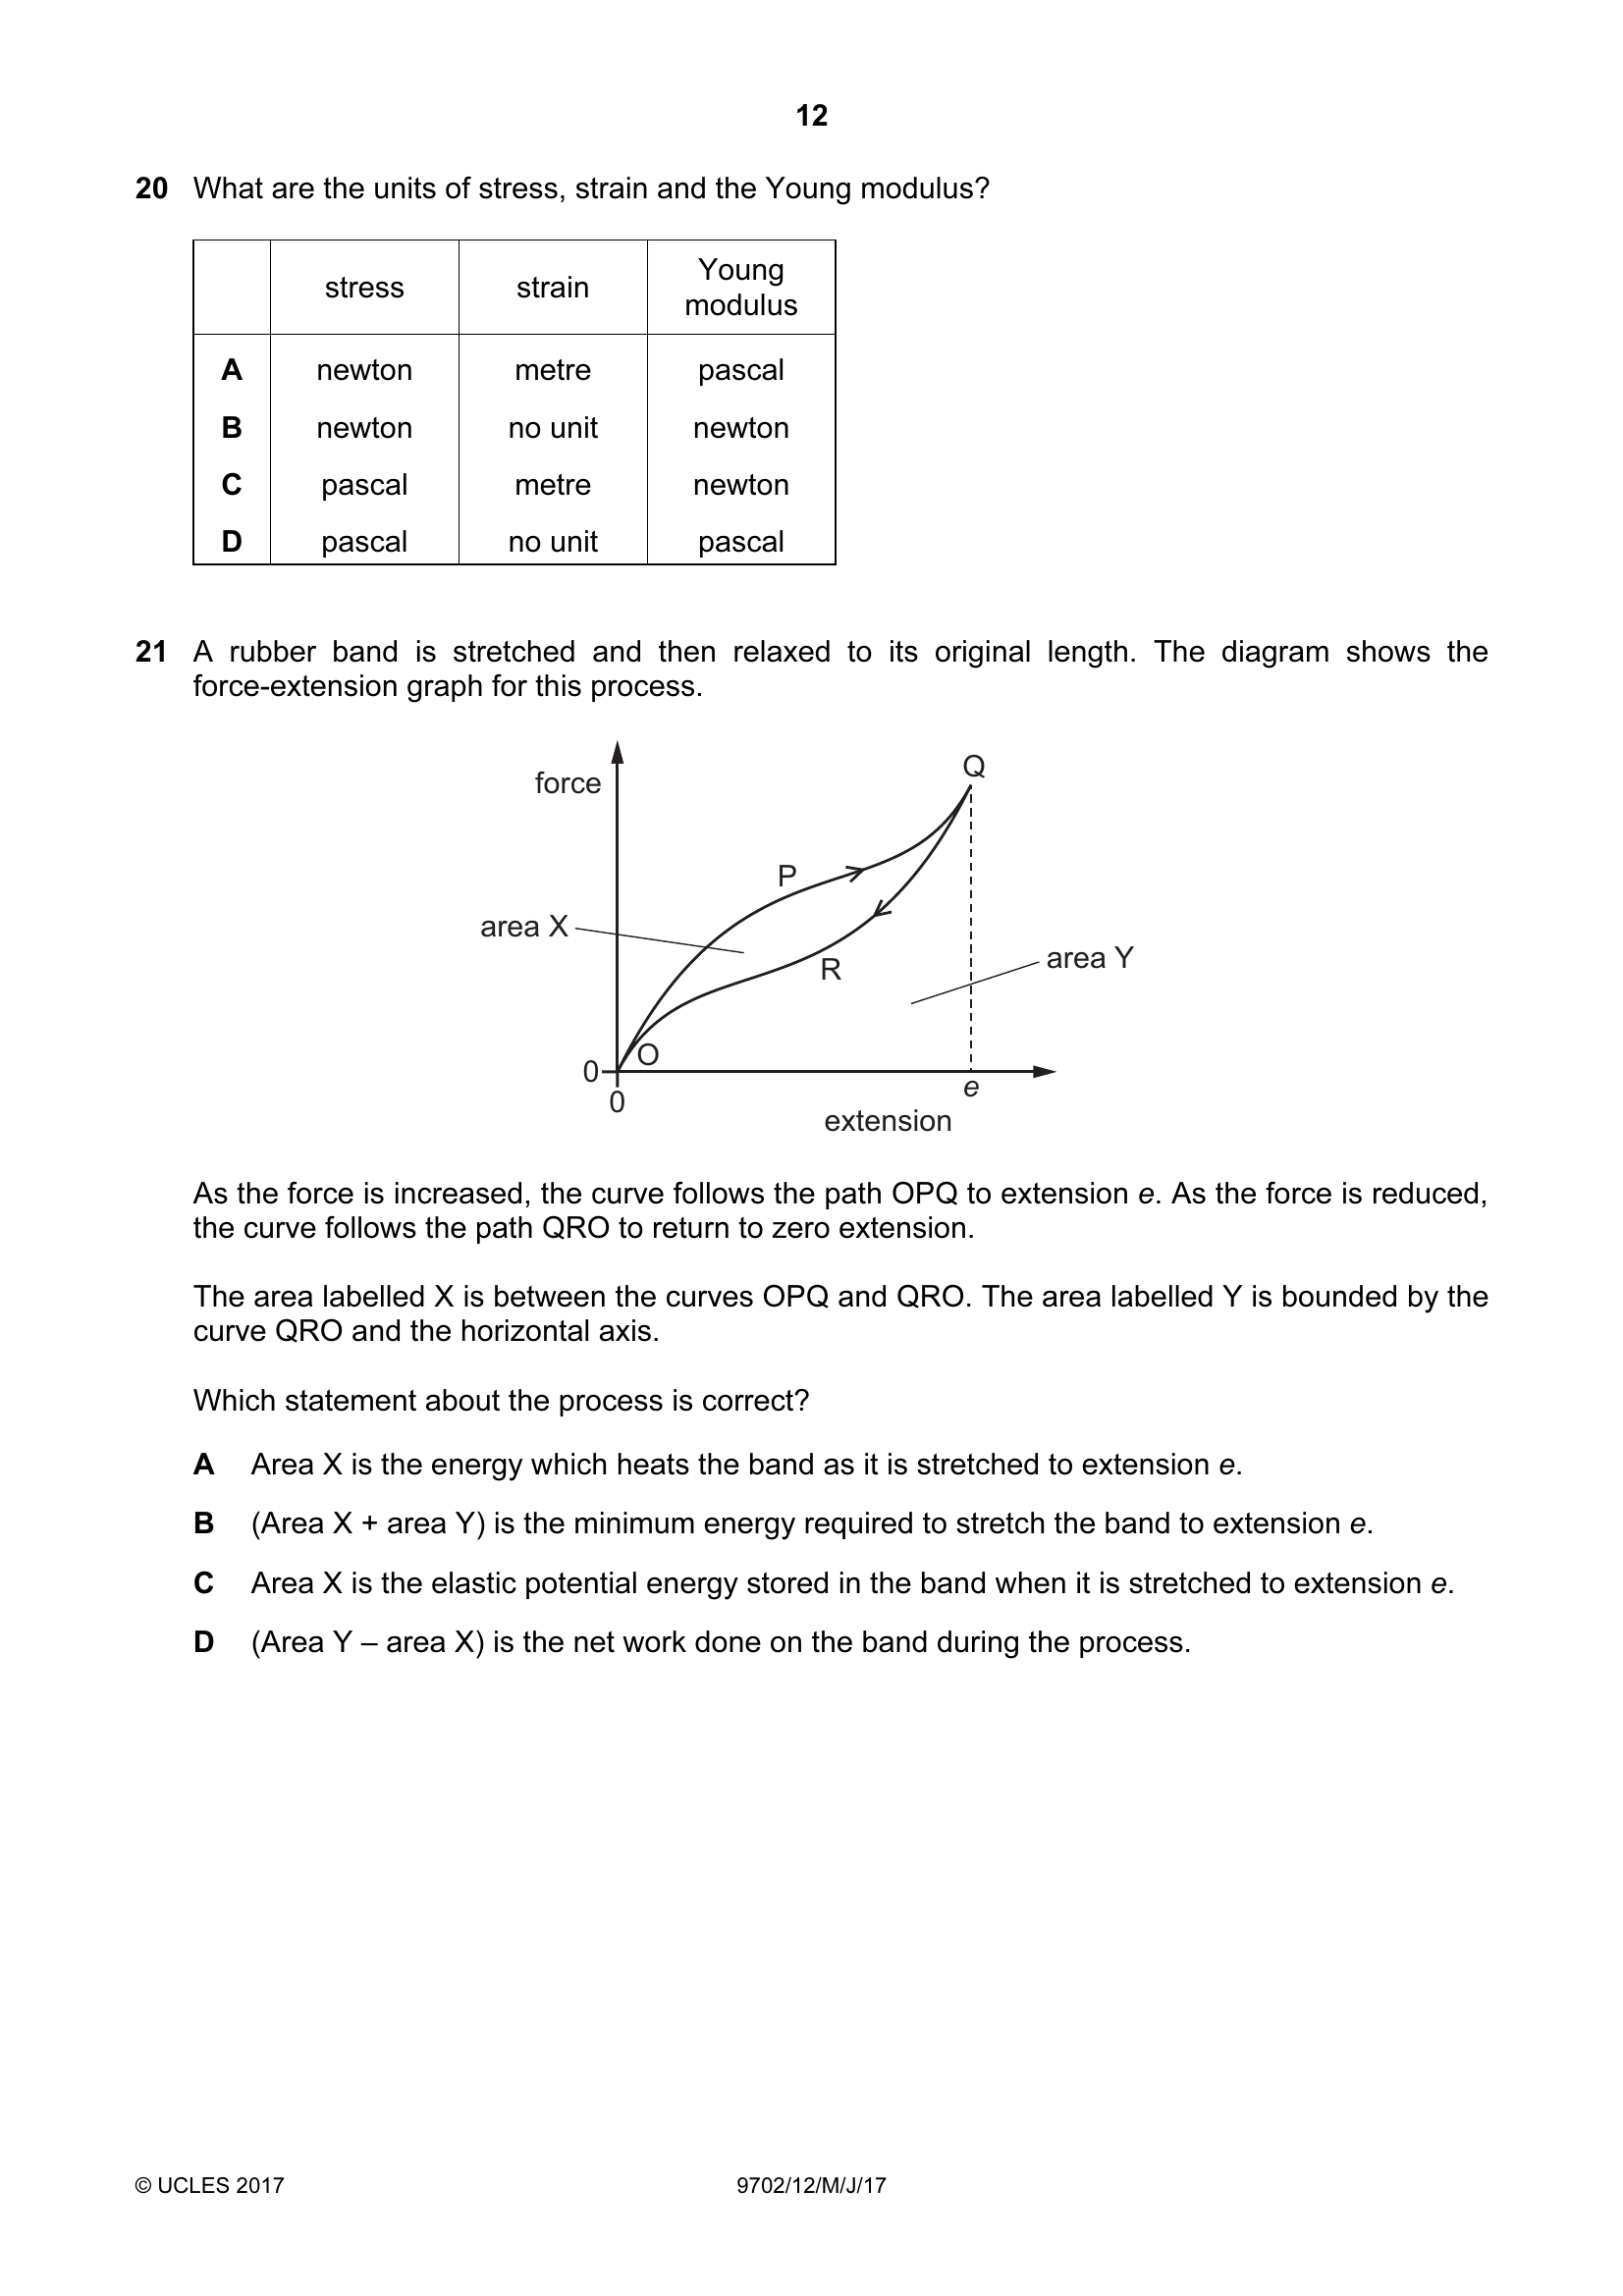 12
20 What are the units of stress, strain and the Young modulus?
stress strain Young modulus
A newton metre pascal
B newton no unit newton
C pascal metre newton
D pascal no unit pascal
21 A rubber band is stretched and then relaxed to its original length. The diagram shows the
force-extension graph for this process.
Q
force
P
area X
area Y
R
O
0
e
0
extension
As the force is increased, the curve follows the path OPQ to extension e. As the force is reduced,
the curve follows the path QRO to return to zero extension.
The area labelled X is between the curves OPQ and QRO. The area labelled Y is bounded by the
curve QRO and the horizontal axis.
Which statement about the process is correct?
A Area X is the energy which heats the band as it is stretched to extension e.
B (Area X + area Y) is the minimum energy required to stretch the band to extension e.
C Area X is the elastic potential energy stored in the band when it is stretched to extension e.
D (Area Y – area X) is the net work done on the band during the process.
© UCLES 2017 9702/12/M/J/17